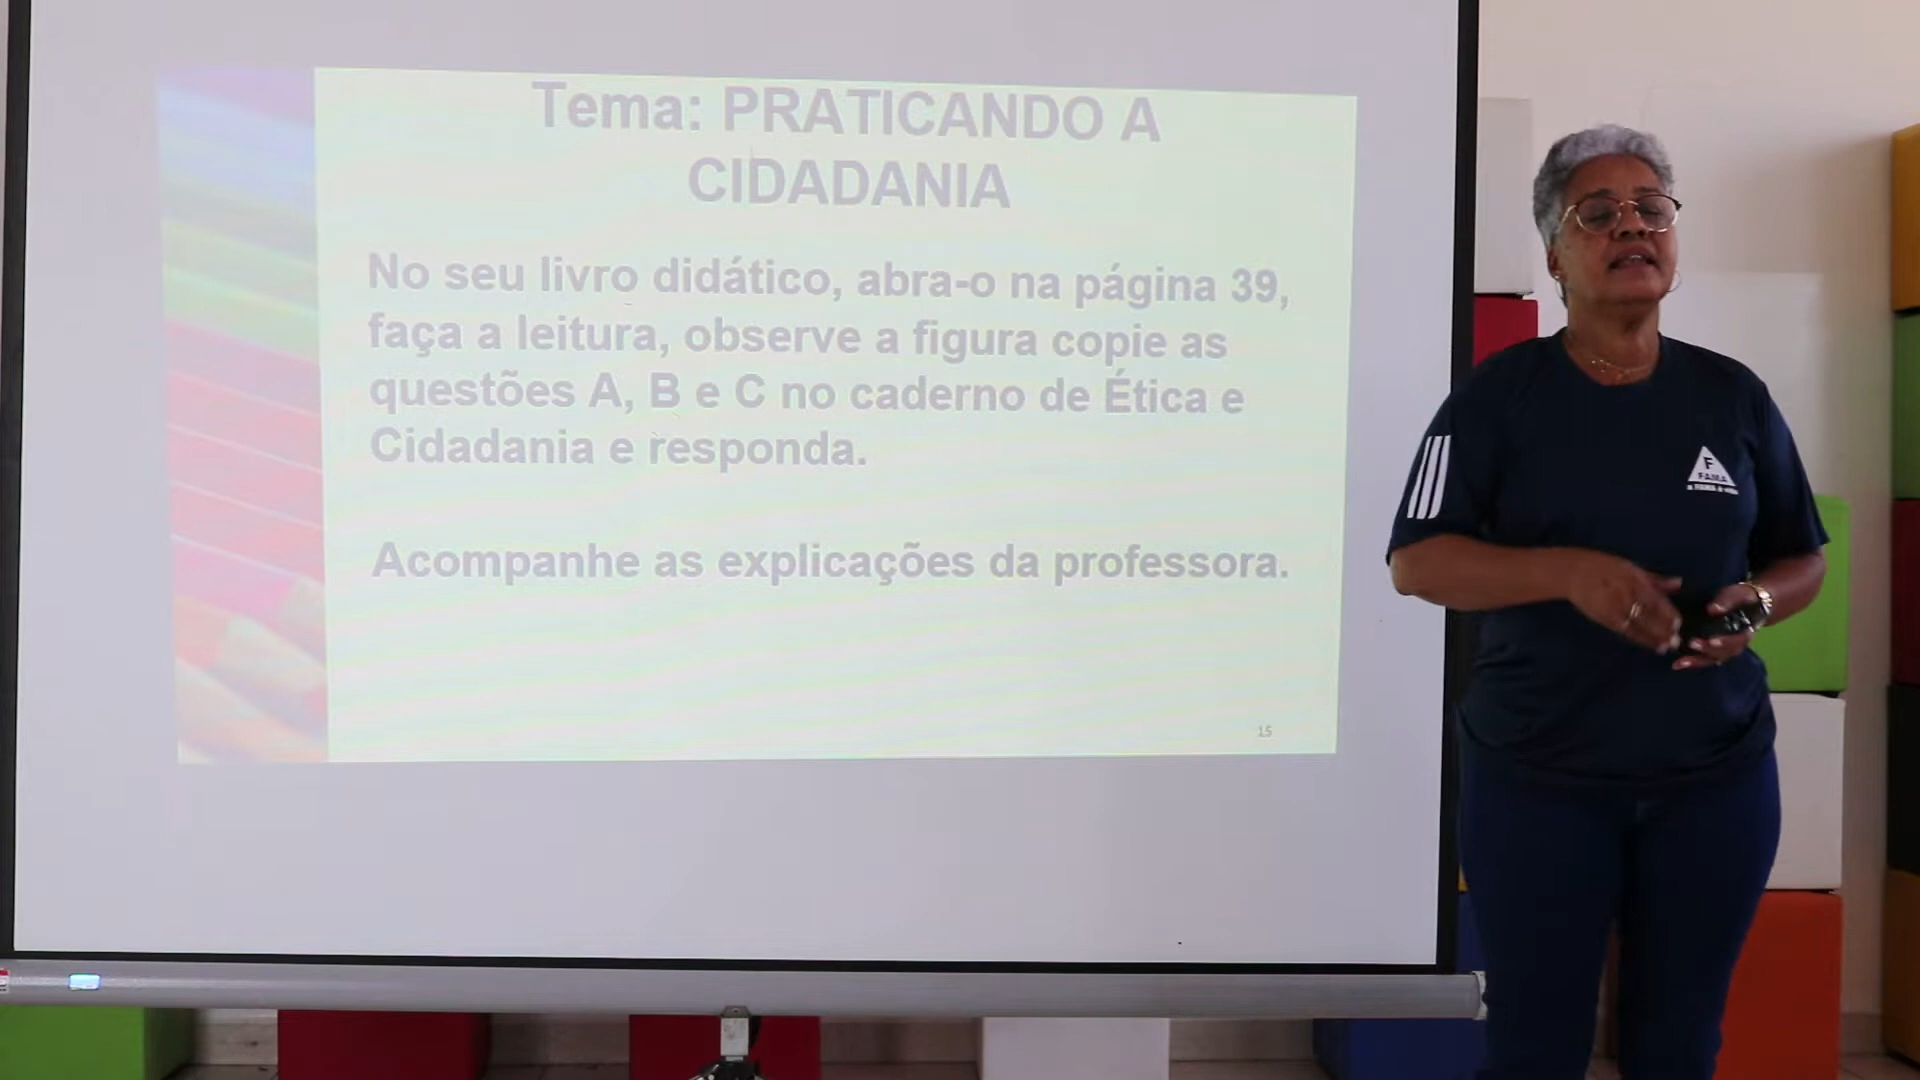 Tema: PRATICANDO A
CIDADANIA
No seu livro didático, abra-o na página 39,
faça a leitura, observe a figura copie as
questões A, B e C no caderno de Ética e
Cidadania e responda.
Acompanhe as explicações da professora.
15
F
FAMA